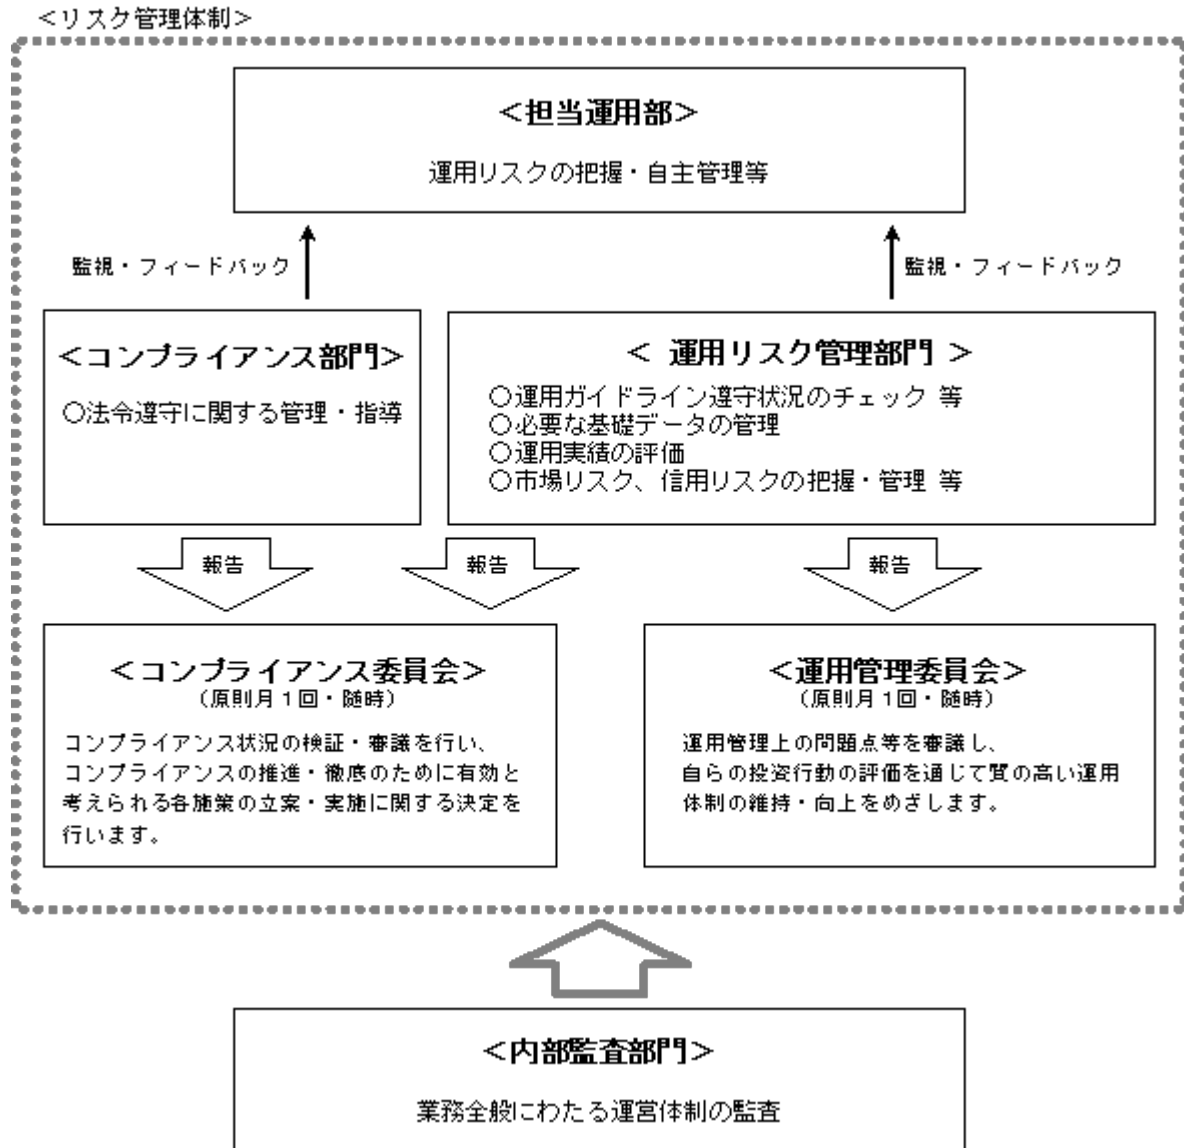 ＜リスク管理体制＞
＜担当運用部＞
運用リスクの把握・自主管理等
監視・フィードバック
監視・フィードバック
＜コンプライアンス部門＞
○法令遵守に関する管理・指導
＜ 運用リスク管理部門 ＞
○運用ガイドライン遵守状況のチェック 等
○必要な基礎データの管理
○運用実績の評価
○市場リスク、信用リスクの把握・管理 等
報告
報告
報告
＜コンプライアンス委員会＞
（原則月１回・随時）
コンプライアンス状況の検証・審議を行い、
コンプライアンスの推進・徹底のために有効と
考えられる各施策の立案・実施に関する決定を
行います。
＜運用管理委員会＞
（原則月１回・随時）
運用管理上の問題点等を審議し、
自らの投資行動の評価を通じて質の高い運用
体制の維持・向上をめざします。
＜内部監査部門＞
業務全般にわたる運営体制の監査